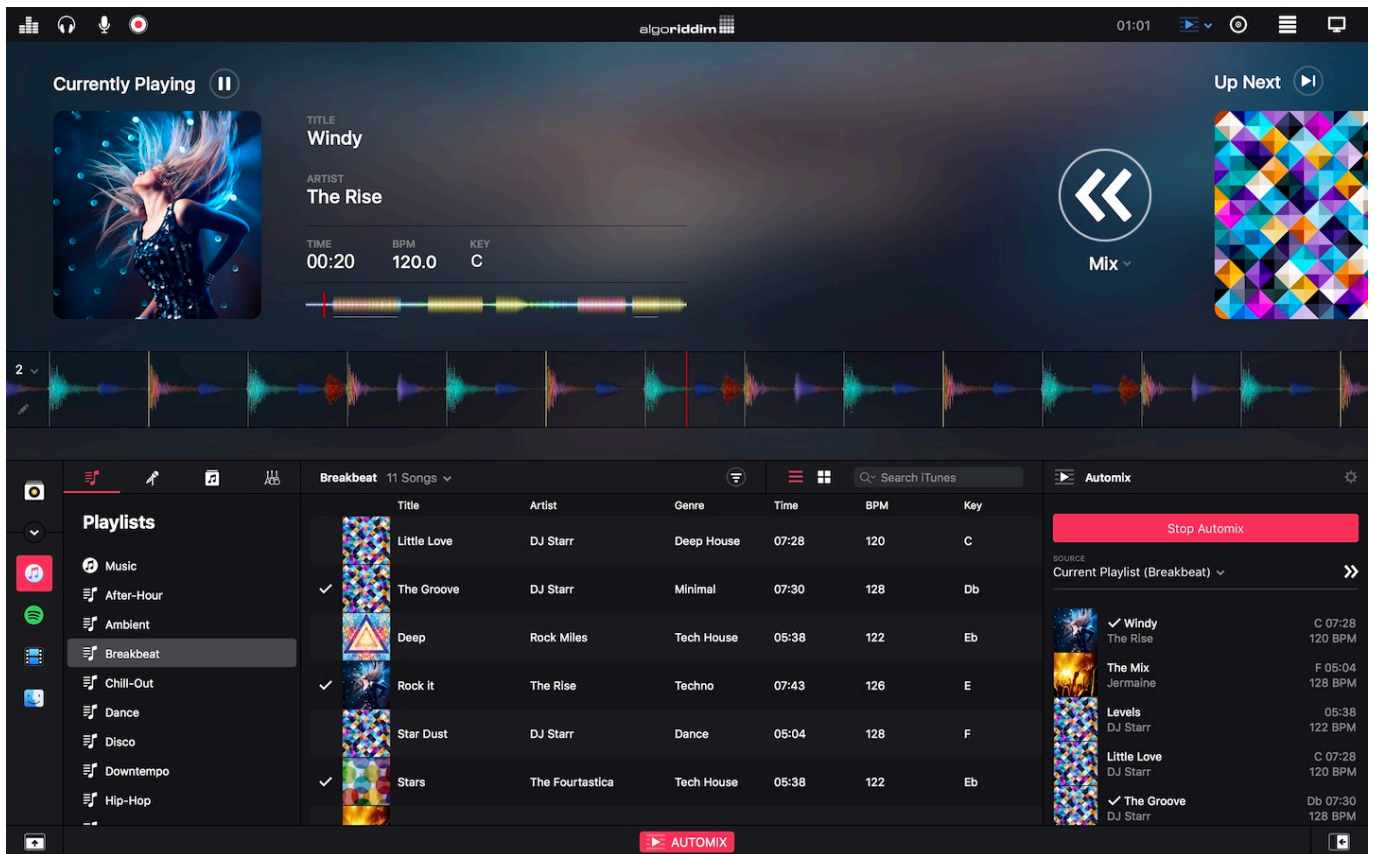 algoriddim
01:01
Currently Playing
Up Next
TITLE
Windy
ARTIST
The Rise
TIME BPM KEY
00:20 120.0 C
Mix
2
Breakbeat 11 Songs
Search iTunes
Automix
Playlists
Music
After-Hour
Ambient
Breakbeat
Chill-Out
Dance
Disco
Downtempo
Hip-Hop
Title Artist Genre Time BPM Key
Little Love DJ Starr Deep House 07:28 120 C
The Groove DJ Starr Minimal 07:30 128 Db
Deep Rock Miles Tech House 05:38 122 Eb
Rock it The Rise Techno 07:43 126 E
Star Dust DJ Starr Dance 05:04 128 F
Stars The Fourtastica Tech House 05:38 122 Eb
Stop Automix
SOURCE
Current Playlist (Breakbeat)
Windy C 07:28
The Rise 120 BPM
The Mix F 05:04
Jermaine 128 BPM
Levels 05:38
DJ Starr 122 BPM
Little Love C 07:28
DJ Starr 120 BPM
The Groove Db 07:30
DJ Starr 128 BPM
AUTOMIX